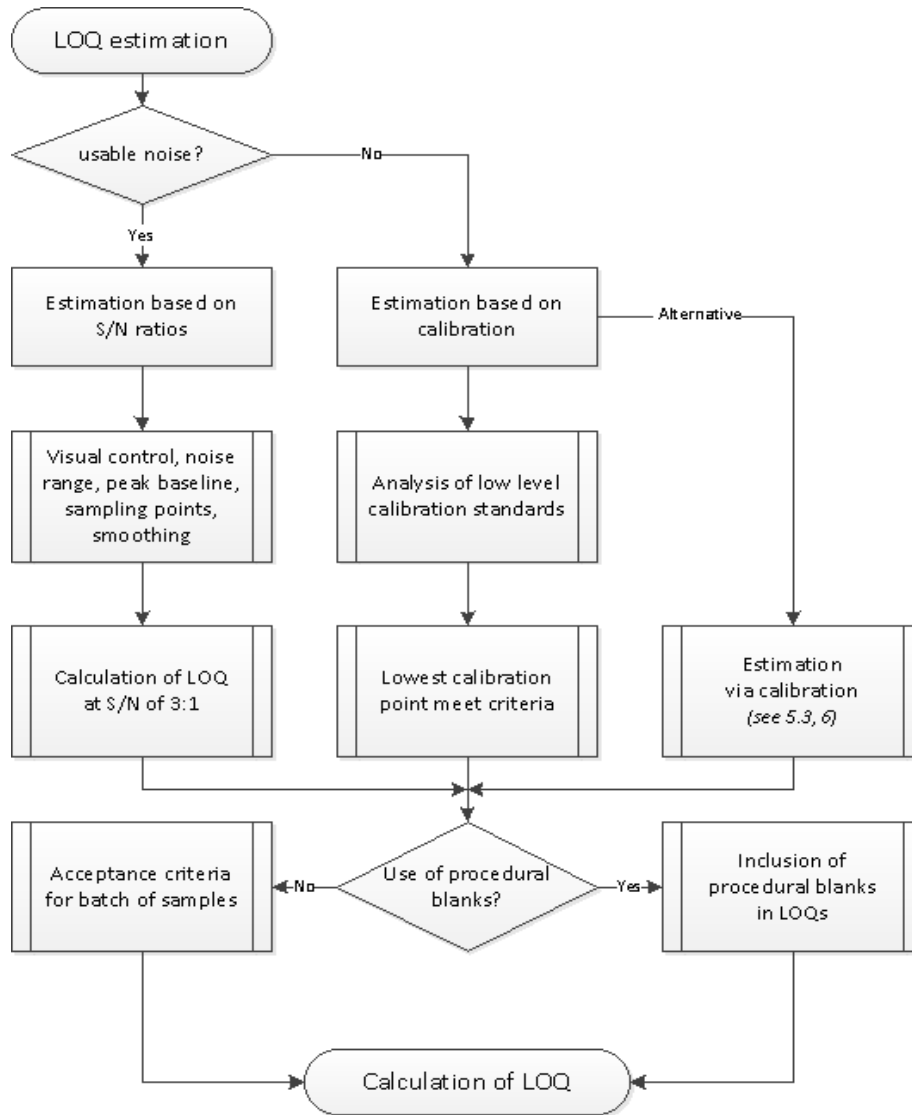 LOQ estimation
usable noise?
No
Yes
Estimation based on
S/N ratios
Estimation based on
calibration
Alternative
Visual control, noise
range, peak baseline,
sampling points,
smoothing
Analysis of low level
calibration standards
Calculation of LOQ
at S/N of 3:1
Lowest calibration
point meet criteria
Estimation
via calibration
(see 5.3, 6)
Acceptance criteria
for batch of samples
No
Use of procedural
blanks?
Yes
Inclusion of
procedural blanks
in LOQs
Calculation of LOQ